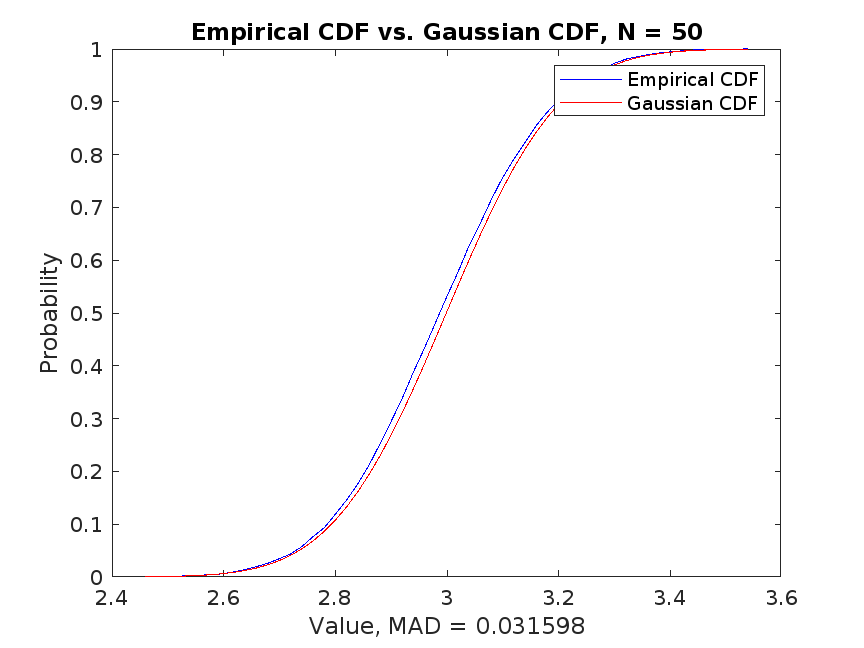 Empirical CDF vs. Gaussian CDF, N = 50
1
0.9
0.8
0.7
0.6
0.5
0.4
0.3
0.2
0.1
0
Probability
Empirical CDF
Gaussian CDF
2.4 2.6 2.8 3 3.2 3.4 3.6
Value, MAD = 0.031598